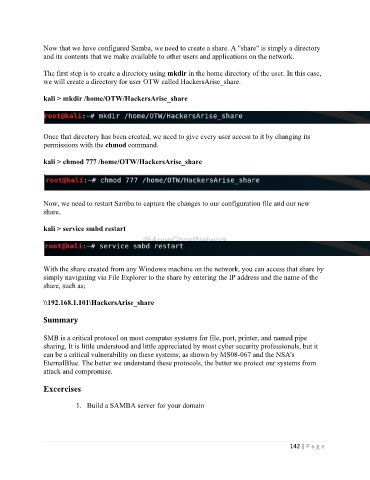 Now that we have configured Samba, we need to create a share. A "share" is simply a directory
and its contents that we make available to other users and applications on the network.
The first step is to create a directory using mkdir in the home directory of the user. In this case,
we will create a directory for user OTW called HackersArise_share.
kali > mkdir /home/OTW/HackersArise_share
root@kali:~# mkdir /home/OTW/HackersArise_share
Once that directory has been created, we need to give every user access to it by changing its
permissions with the chmod command.
kali > chmod 777 /home/OTW/HackersArise_share
root@kali:~# chmod 777 /home/OTW/HackersArise_share
Now, we need to restart Samba to capture the changes to our configuration file and our new
share.
kali > service smbd restart
@AnonGhostNetwork
root@kali:~# service smbd restart
With the share created from any Windows machine on the network, you can access that share by
simply navigating via File Explorer to the share by entering the IP address and the name of the
share, such as;
\\192.168.1.101\HackersArise_share
Summary
SMB is a critical protocol on most computer systems for file, port, printer, and named pipe
sharing. It is little understood and little appreciated by most cyber security professionals, but it
can be a critical vulnerability on these systems, as shown by MS08-067 and the NSA's
EternalBlue. The better we understand these protocols, the better we protect our systems from
attack and compromise.
Excercises
1. Build a SAMBA server for your domain
142 | Page